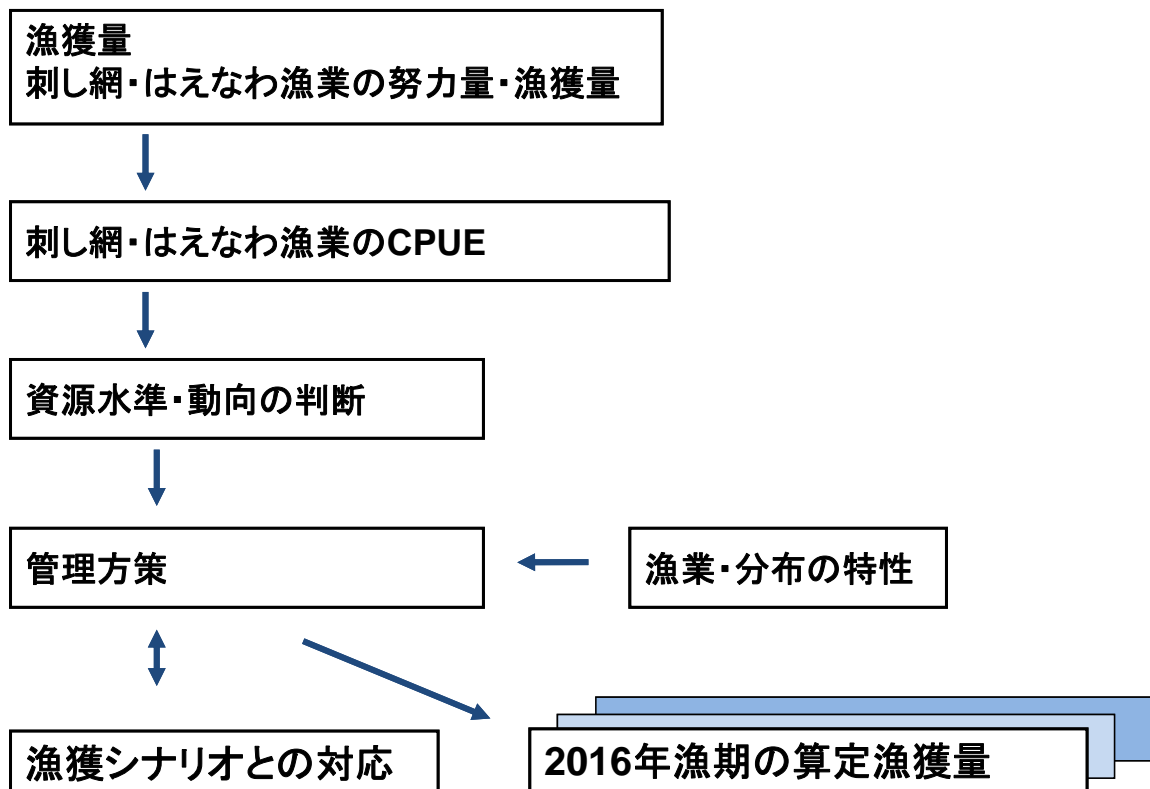 漁獲量
刺し網・はえなわ漁業の努力量・漁獲量
刺し網・はえなわ漁業のCPUE
資源水準・動向の判断
管理方策
漁業・分布の特性
漁獲シナリオとの対応
2016年漁期の算定漁獲量